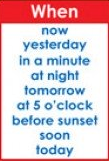 When
now
yesterday
in a minute
at night
tomorrow
at 5 o'clock
before sunset
soon
today